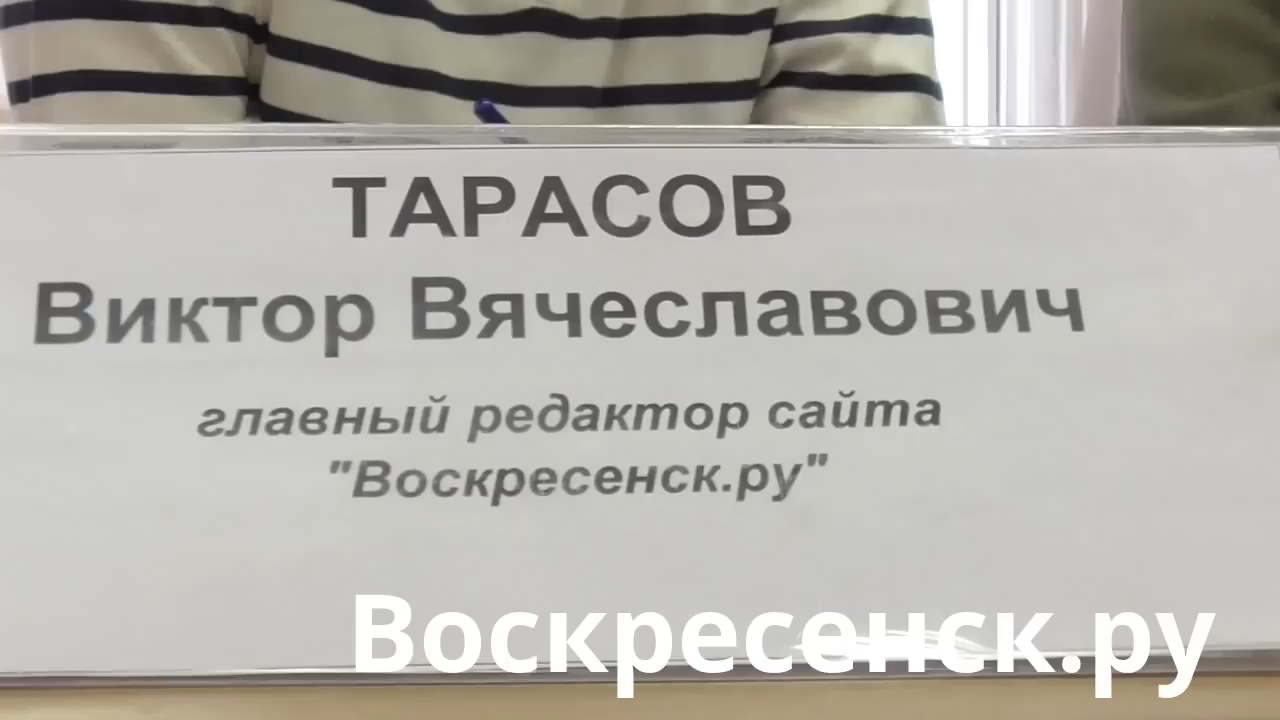 ТАРАСОВ
Виктор Вячеславович
главный редактор сайта
"Воскресенск.ру"
Воскресенск.ру